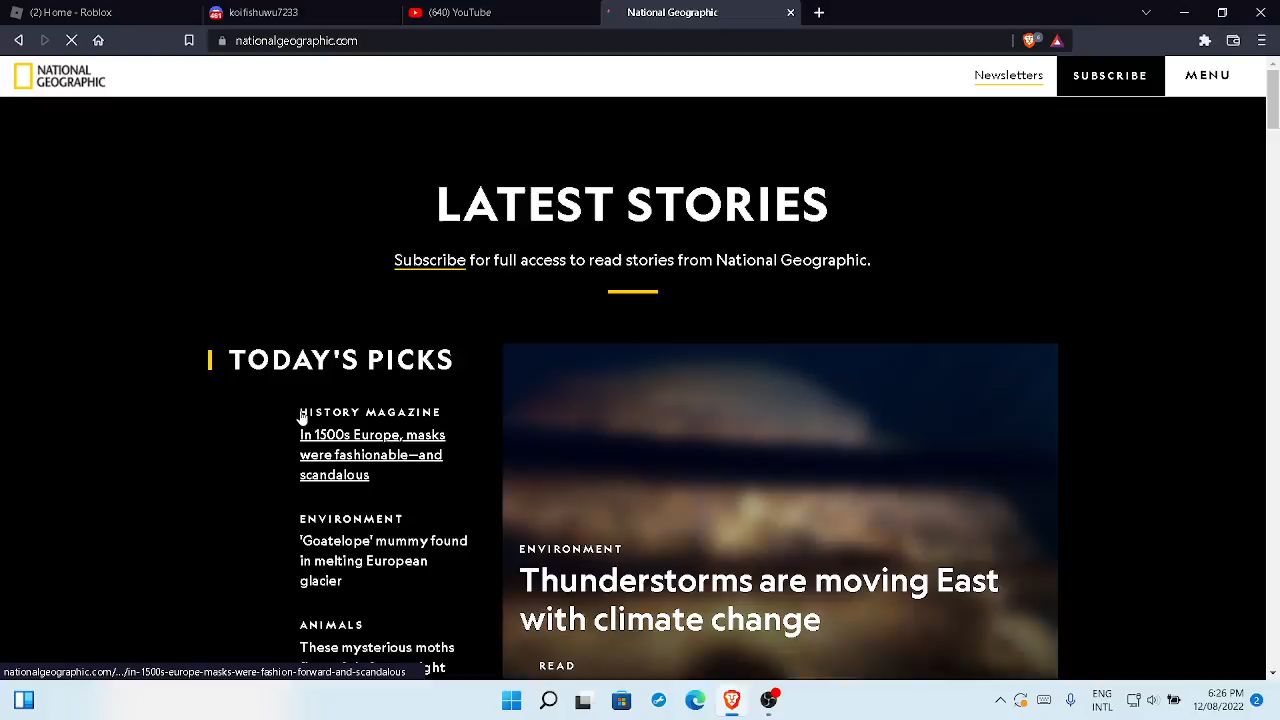 (2) Home - Roblox
461 koifishuwu7233
(640) YouTube
National Geographic
nationalgeographic.com
6
NATIONAL
GEOGRAPHIC
Newsletters
SUBSCRIBE
MENU
LATEST STORIES
Subscribe for full access to read stories from National Geographic.
TODAY'S PICKS
HISTORY MAGAZINE
In 1500s Europe, masks
were fashionable—and
scandalous
ENVIRONMENT
'Goatelope' mummy found
in melting European
glacier
ANIMALS
These mysterious moths
ght
ENVIRONMENT
Thunderstorms are moving East
with climate change
READ
nationalgeographic.com/.../in-1500s-europe-masks-were-fashion-forward-and-scandalous
ENG
INTL
6:26 PM
12/08/2022
2